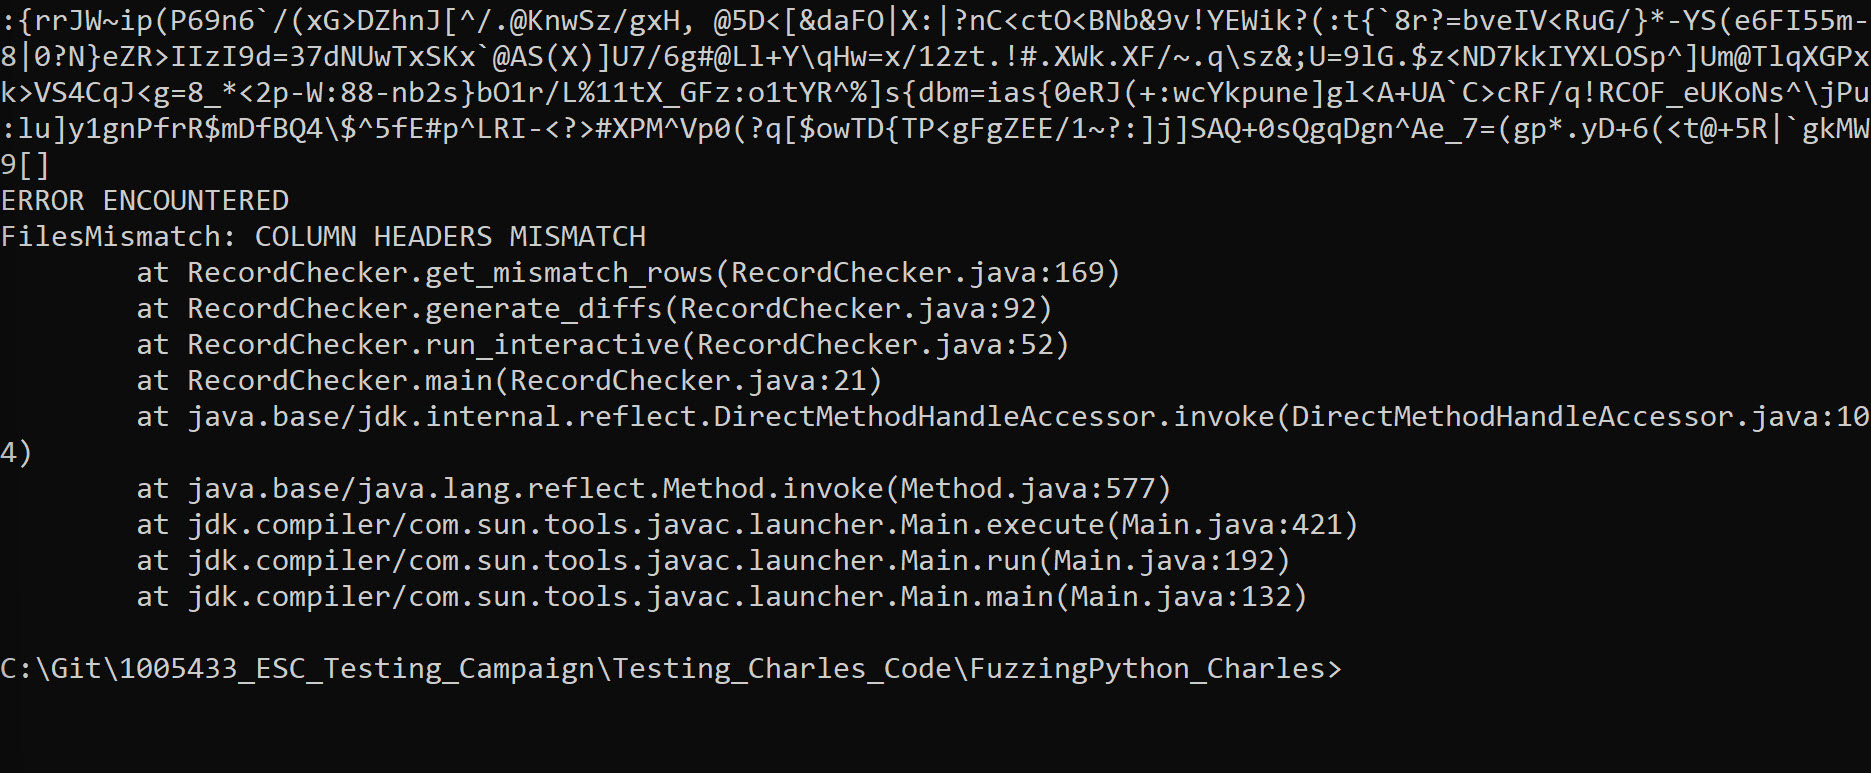 :{rrJW~ip(P69n6`/(xG>DZhnJ[^/.@KnwSz/gxH, @5D<[&daFO|X:|?nC<ctO<BNb&9v!YEWik?(:t{`8r?=bveIV<RuG/}*-YS(e6FI55m-
8|0?N}eZR>IIzI9d=37dNUwTxSKx`@AS(X)]U7/6g#@Ll+Y\qHw=x/12zt.!#.XWk.XF/~.q\sz&;U=9lG.$z<ND7kkIYXLOSp^]Um@TlqXGPx
k>VS4CqJ<g=8_*<2p-W:88-nb2s}bO1r/L%11tX_GFz:o1tYR^%]s{dbm=ias{0eRJ(+:wcYkpune]gl<A+UA`C>cRF/q!RCOF_eUKoNs^\jPu
:lu]y1gnPfrR$mDfBQ4\$^5fE#p^LRI-<?>#XPM^Vp0(?q[$owTD{TP<gFgZEE/1~?:]j]SAQ+0sQgqDgn^Ae_7=(gp*.yD+6(<t@+5R|`gkMW
9[]
ERROR ENCOUNTERED
FilesMismatch: COLUMN HEADERS MISMATCH
        at RecordChecker.get_mismatch_rows(RecordChecker.java:169)
        at RecordChecker.generate_diffs(RecordChecker.java:92)
        at RecordChecker.run_interactive(RecordChecker.java:52)
        at RecordChecker.main(RecordChecker.java:21)
        at java.base/jdk.internal.reflect.DirectMethodHandleAccessor.invoke(DirectMethodHandleAccessor.java:10
4)
        at java.base/java.lang.reflect.Method.invoke(Method.java:577)
        at jdk.compiler/com.sun.tools.javac.launcher.Main.execute(Main.java:421)
        at jdk.compiler/com.sun.tools.javac.launcher.Main.run(Main.java:192)
        at jdk.compiler/com.sun.tools.javac.launcher.Main.main(Main.java:132)
C:\Git\1005433_ESC_Testing_Campaign\Testing_Charles_Code\FuzzingPython_Charles>